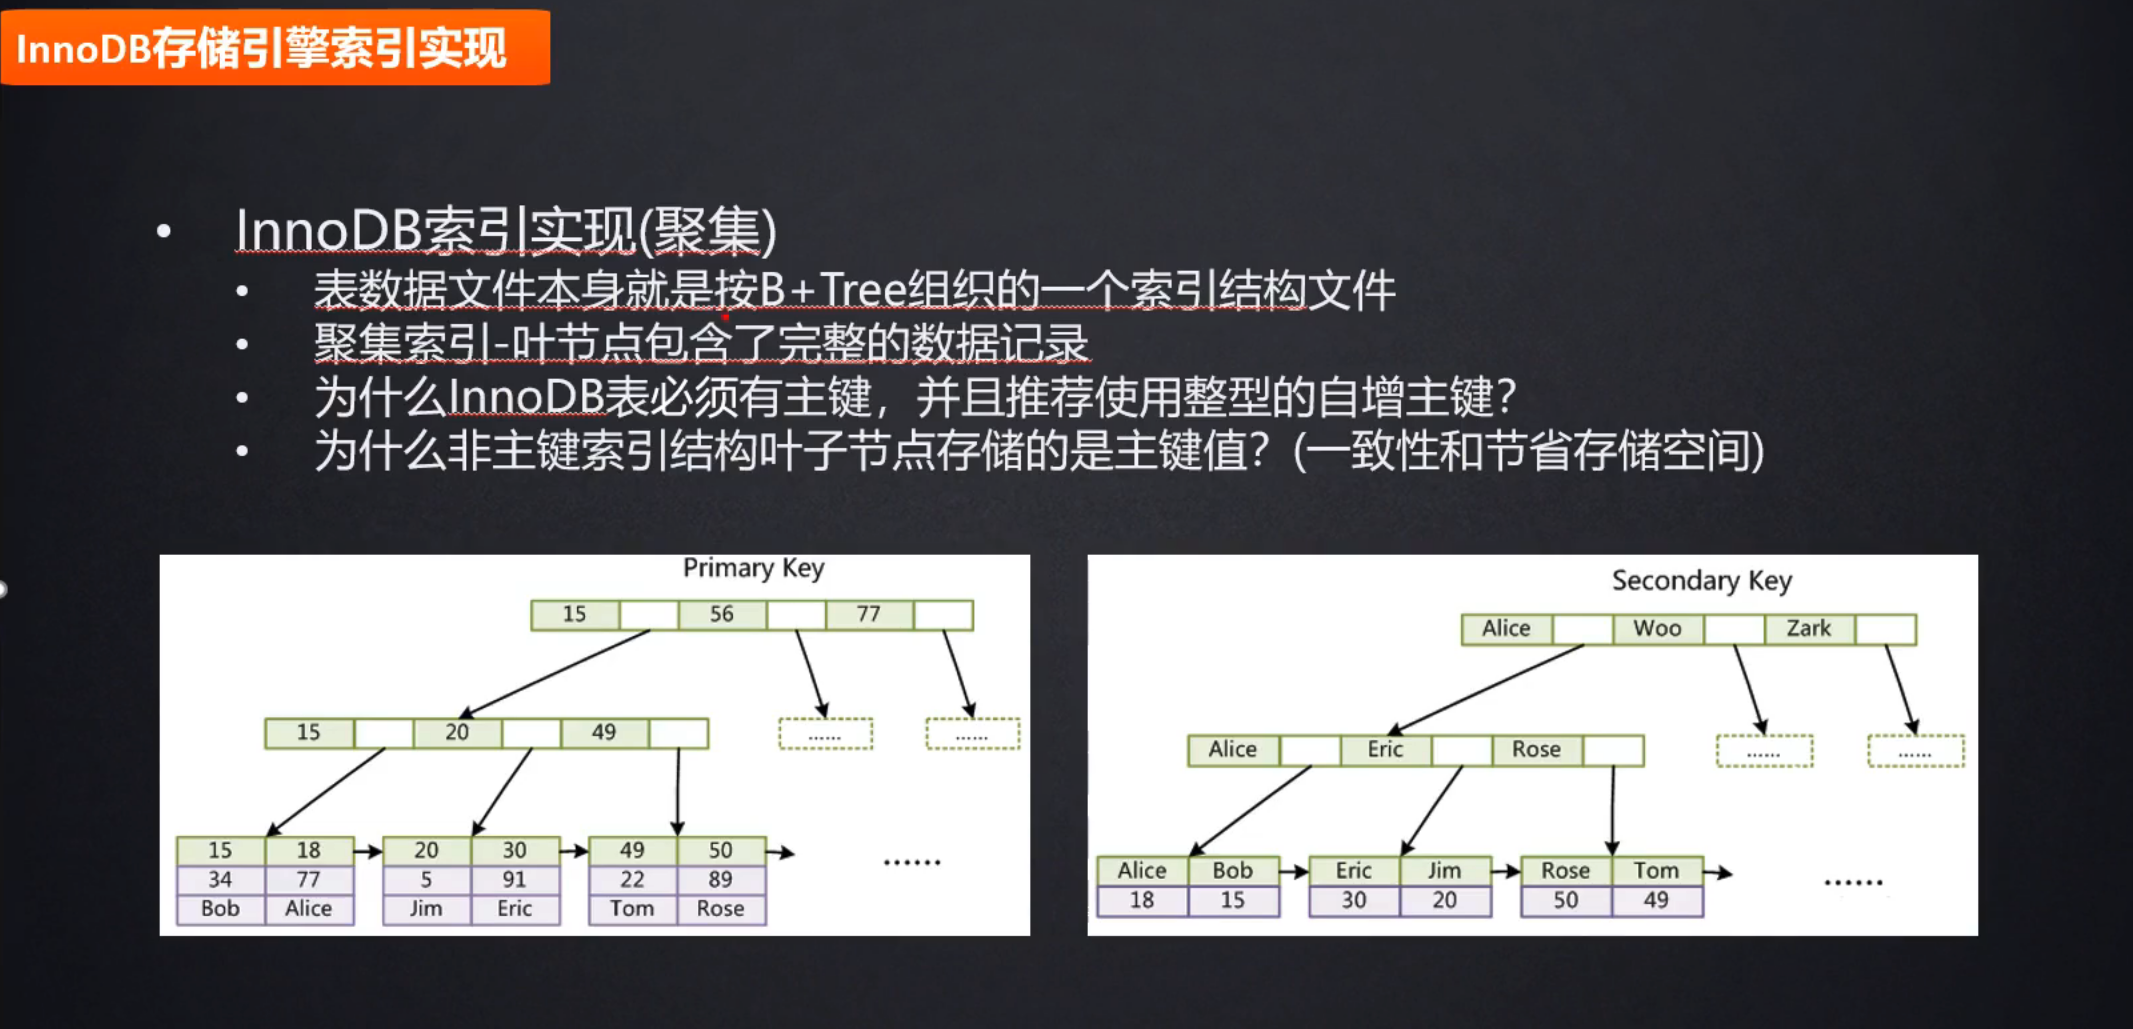 InnoDB存储引擎索引实现
• InnoDB索引实现(聚集)
• 表数据文件本身就是按B+Tree组织的一个索引结构文件
• 聚集索引-叶节点包含了完整的数据记录
• 为什么InnoDB表必须有主键，并且推荐使用整型的自增主键？
• 为什么非主键索引结构叶子节点存储的是主键值？(一致性和节省存储空间)
Primary Key
15 56 77
15 20 49 ...... ......
15 18 20 30 49 50
34 77 5 91 22 89 ......
Bob Alice Jim Eric Tom Rose
Secondary Key
Alice Woo Zark
Alice Eric Rose ...... ......
Alice Bob Eric Jim Rose Tom
18 15 30 20 50 49 ......